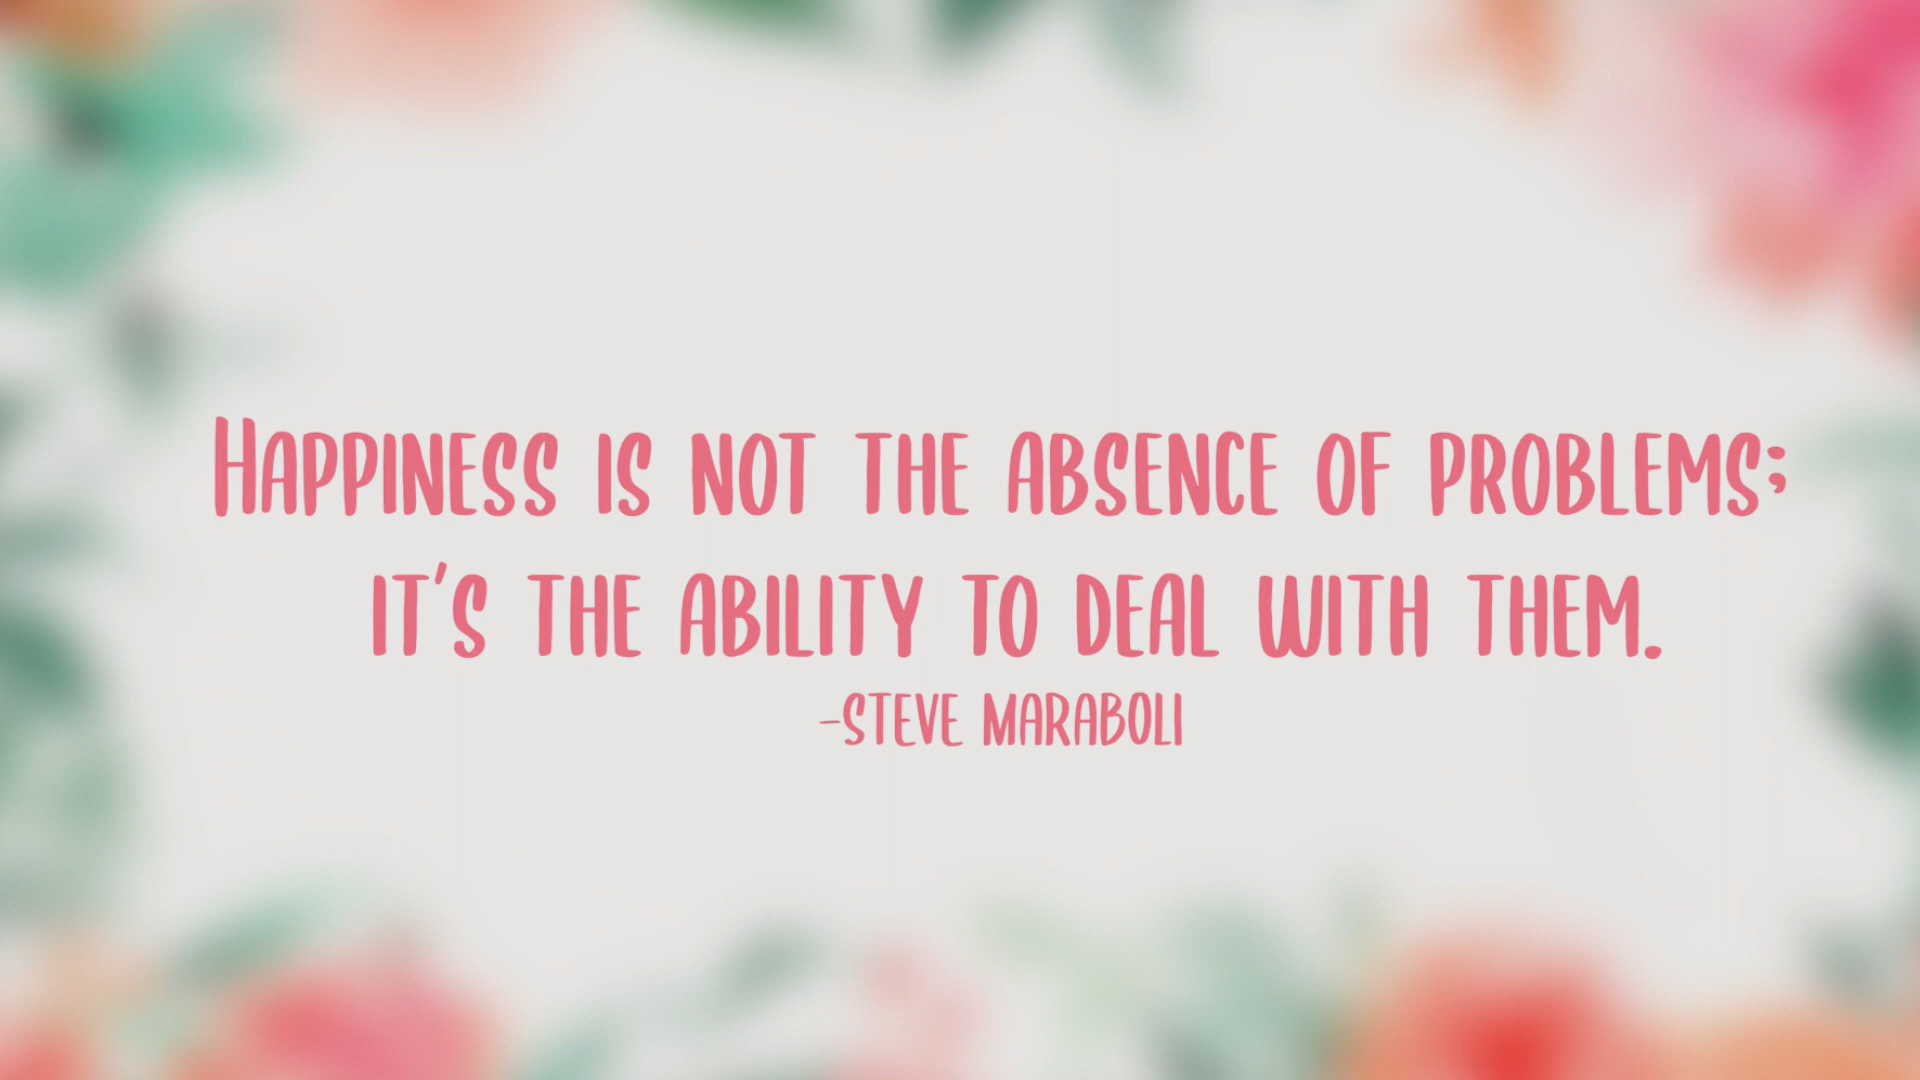 Happiness is not the absence of problems;
it's the ability to deal with them.
-Steve Maraboli